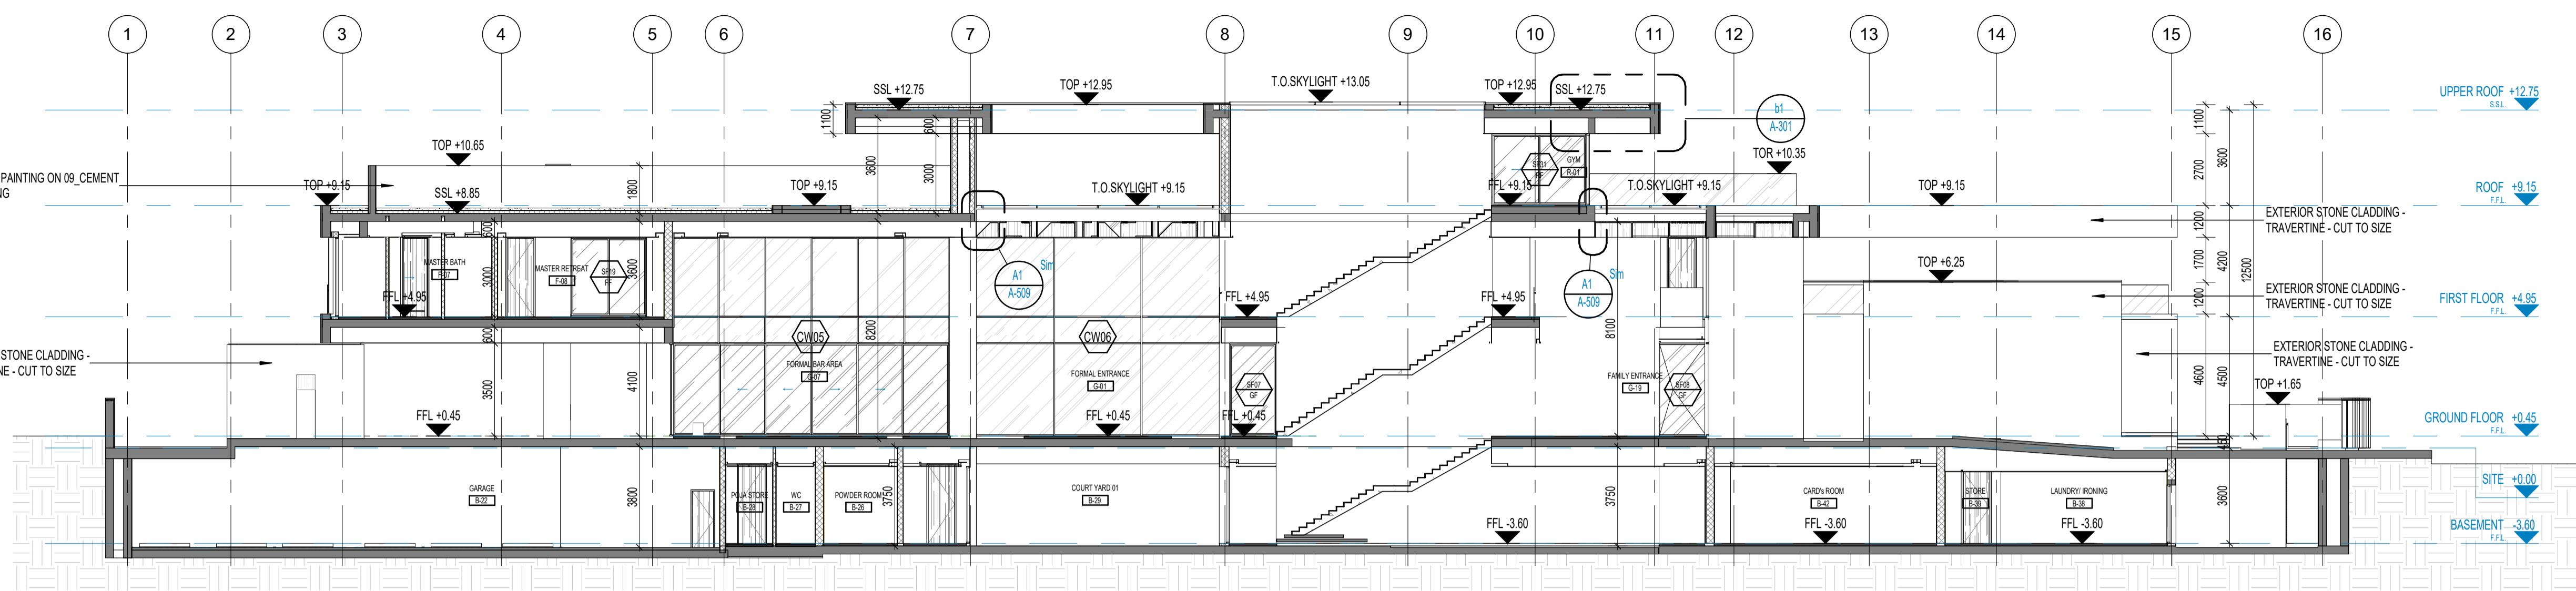 1
2
3
4
5
6
7
8
9
10
11
12
13
14
15
16
T.O.SKYLIGHT +13.05
SSL +12.75
TOP +12.95
TOP +12.95
SSL +12.75
UPPER ROOF +12.75
S.S.L
b1
A-301
1100
600
3600
3000
1100
2700
3600
TOP +10.65
TOR +10.35
PAINTING ON 09_CEMENT
NG
SF31
FF
GYM
R-01
TOP +9.15
SSL +8.85
1800
TOP +9.15
T.O.SKYLIGHT +9.15
FFL +9.15
T.O.SKYLIGHT +9.15
TOP +9.15
ROOF +9.15
F.F.L
EXTERIOR STONE CLADDING -
TRAVERTINE - CUT TO SIZE
1200
600
MASTER BATH
F-07
3000
MASTER RETREAT
F-08
SF19
FF
3600
Sim
A1
A-509
Sim
A1
A-509
1700
4200
12500
TOP +6.25
FFL +4.95
FFL +4.95
FFL +4.95
1200
EXTERIOR STONE CLADDING -
TRAVERTINE - CUT TO SIZE
FIRST FLOOR +4.95
F.F.L
600
CW05
8200
CW06
8100
STONE CLADDING -
NE - CUT TO SIZE
EXTERIOR STONE CLADDING -
TRAVERTINE - CUT TO SIZE
3500
4100
FORMAL BAR AREA
G-07
FORMAL ENTRANCE
G-01
SF07
GF
FAMILY ENTRANCE
G-19
SF08
GF
4600
4500
TOP +1.65
FFL +0.45
FFL +0.45
FFL +0.45
GROUND FLOOR +0.45
F.F.L
450
SITE +0.00
GARAGE
B-22
3800
POJA STORE
B-28
WC
B-27
POWDER ROOM
B-26
3750
COURT YARD 01
B-29
3750
CARD's ROOM
B-42
STORE
B-39
LAUNDRY/ IRONING
B-38
3600
FFL -3.60
FFL -3.60
FFL -3.60
BASEMENT -3.60
F.F.L